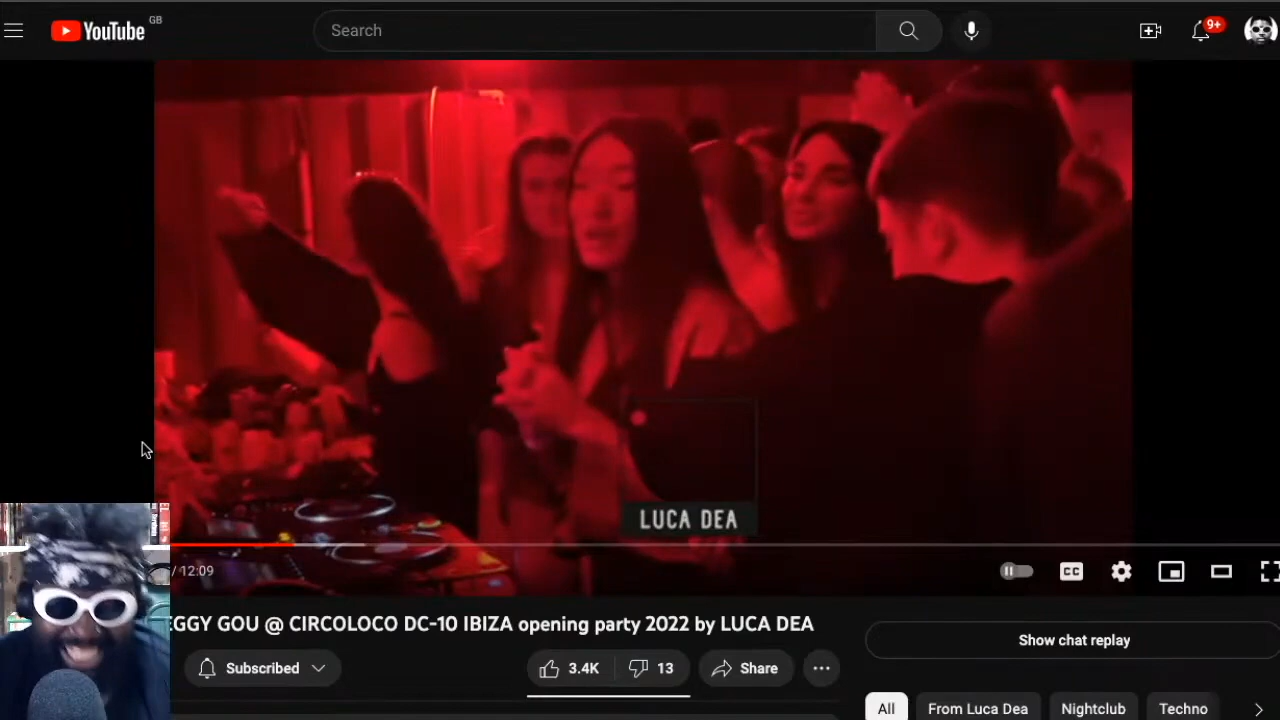 YouTube GB
Search
9+
LUCA DEA
/ 12:09
CC
EGGY GOU @ CIRCOLOCO DC-10 IBIZA opening party 2022 by LUCA DEA
Subscribed
3.4K
13
Share
Show chat replay
All
From Luca Dea
Nightclub
Techno